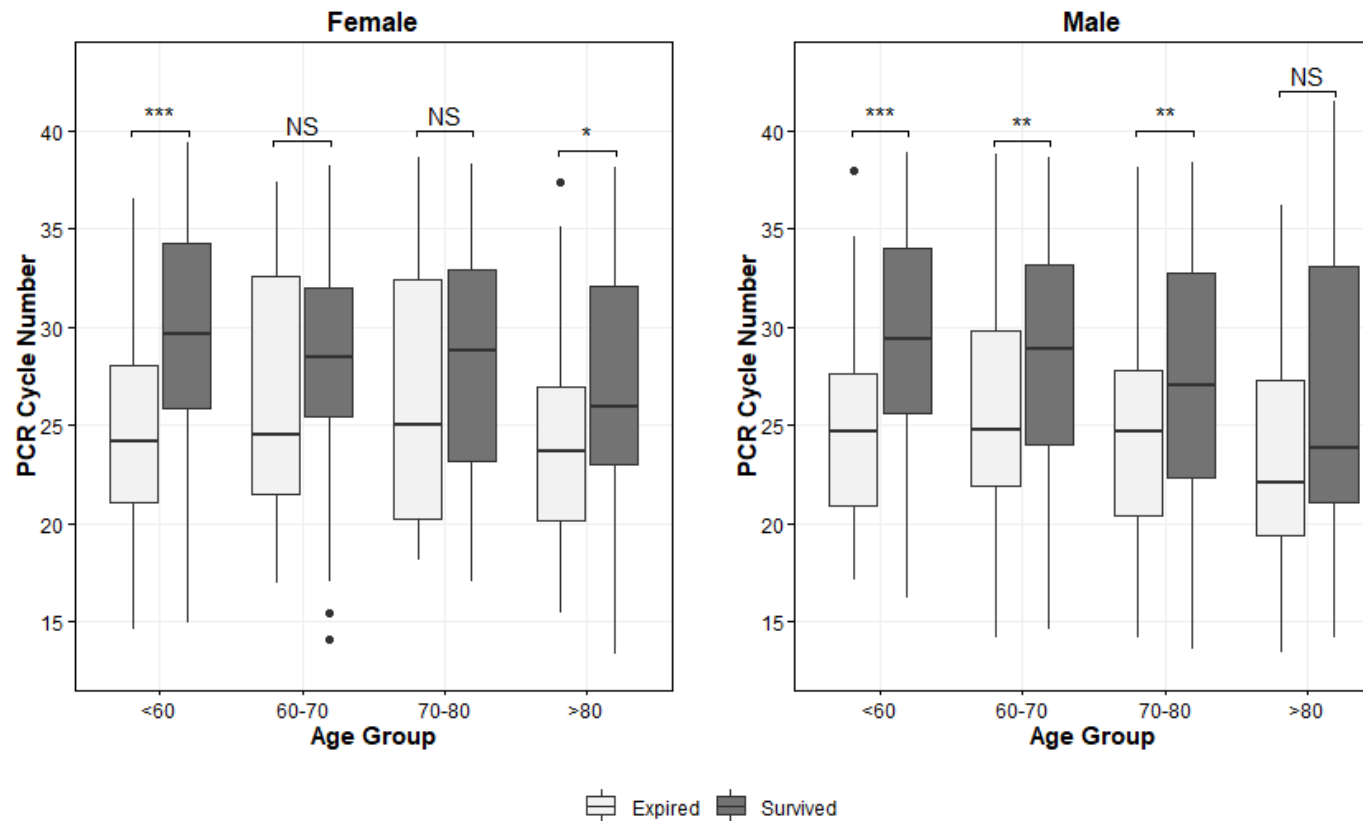 Female
Male
PCR Cycle Number
40
35
30
25
20
15
***
NS
NS
*
<60
60-70
70-80
>80
Age Group
PCR Cycle Number
40
35
30
25
20
15
***
**
**
NS
<60
60-70
70-80
>80
Age Group
Expired
Survived